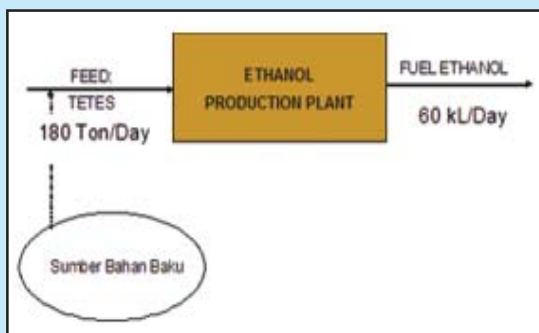 FEED:
TETES
180 Ton/Day
ETHANOL
PRODUCTION PLANT
FUEL ETHANOL
60 kL/Day
Sumber Bahan Baku